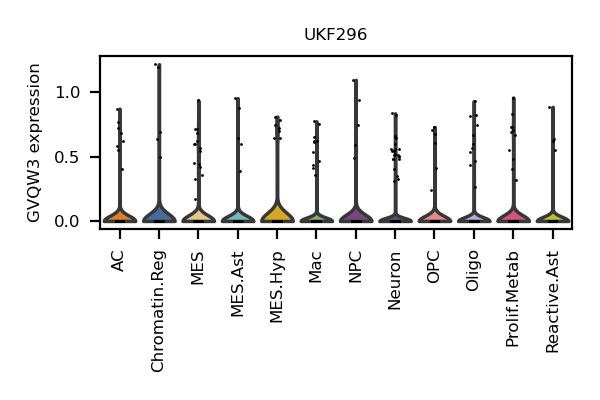 UKF296
GVQW3 expression
1.0
0.5
0.0
AC
Chromatin.Reg
MES
MES.Ast
MES.Hyp
Mac
NPC
Neuron
OPC
Oligo
Prolif.Metab
Reactive.Ast